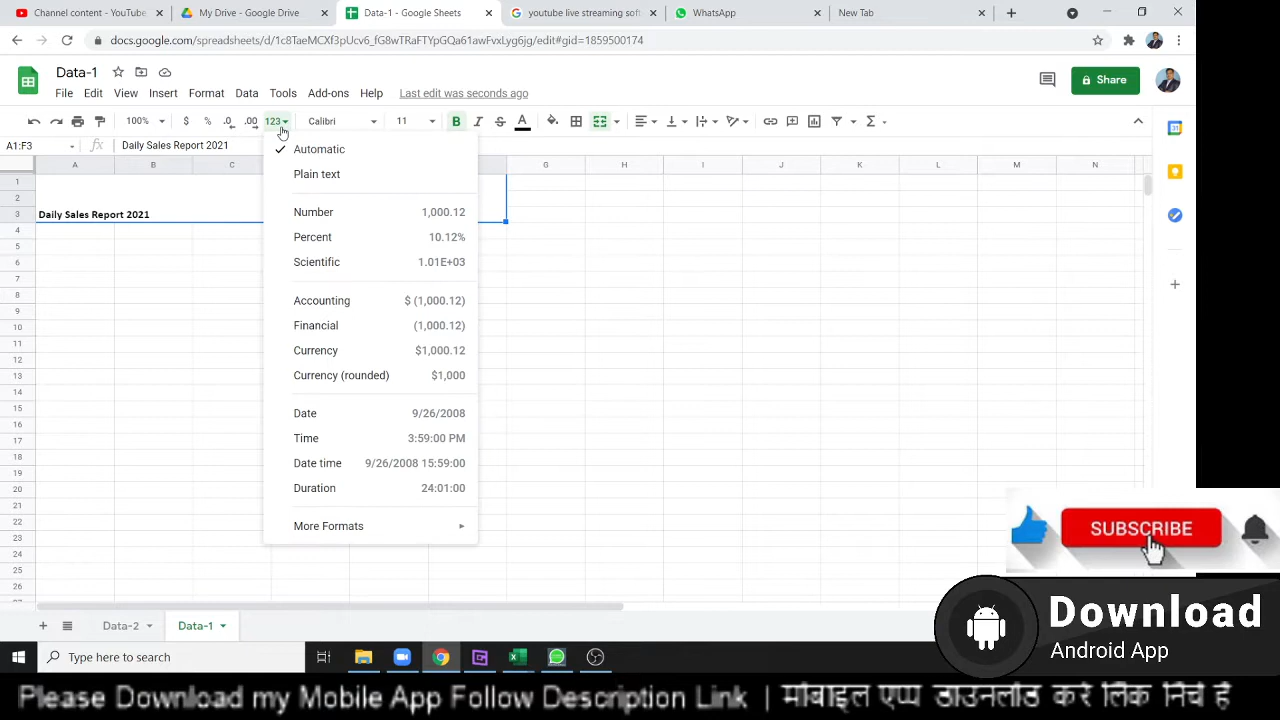 Channel content - YouTube
My Drive - Google Drive
Data-1 - Google Sheets
youtube live streaming soft
WhatsApp
New Tab
docs.google.com/spreadsheets/d/1c8TaeMCXf3pUcv6_fG8wTRaFTYpGQa61awFvxLyg6jg/edit#gid=1859500174
Data-1
File Edit View Insert Format Data Tools Add-ons Help Last edit was seconds ago
Share
100% $ % .0 .00 123 Calibri 11 B I A Σ
A1:F3 fx Daily Sales Report 2021
A B C G H I J K L M N
1
2
3 Daily Sales Report 2021
4
5
6
7
8
9
10
11
12
13
14
15
16
17
18
19
20
21
22
23
24
25
26
Automatic
Plain text
Number 1,000.12
Percent 10.12%
Scientific 1.01E+03
Accounting $ (1,000.12)
Financial (1,000.12)
Currency $1,000.12
Currency (rounded) $1,000
Date 9/26/2008
Time 3:59:00 PM
Date time 9/26/2008 15:59:00
Duration 24:01:00
More Formats
SUBSCRIBE
Download
Android App
Data-2 Data-1
Type here to search
Please Download my Mobile App Follow Description Link | मोबाइल एप्प डाउनलोड करे लिंक निचे है